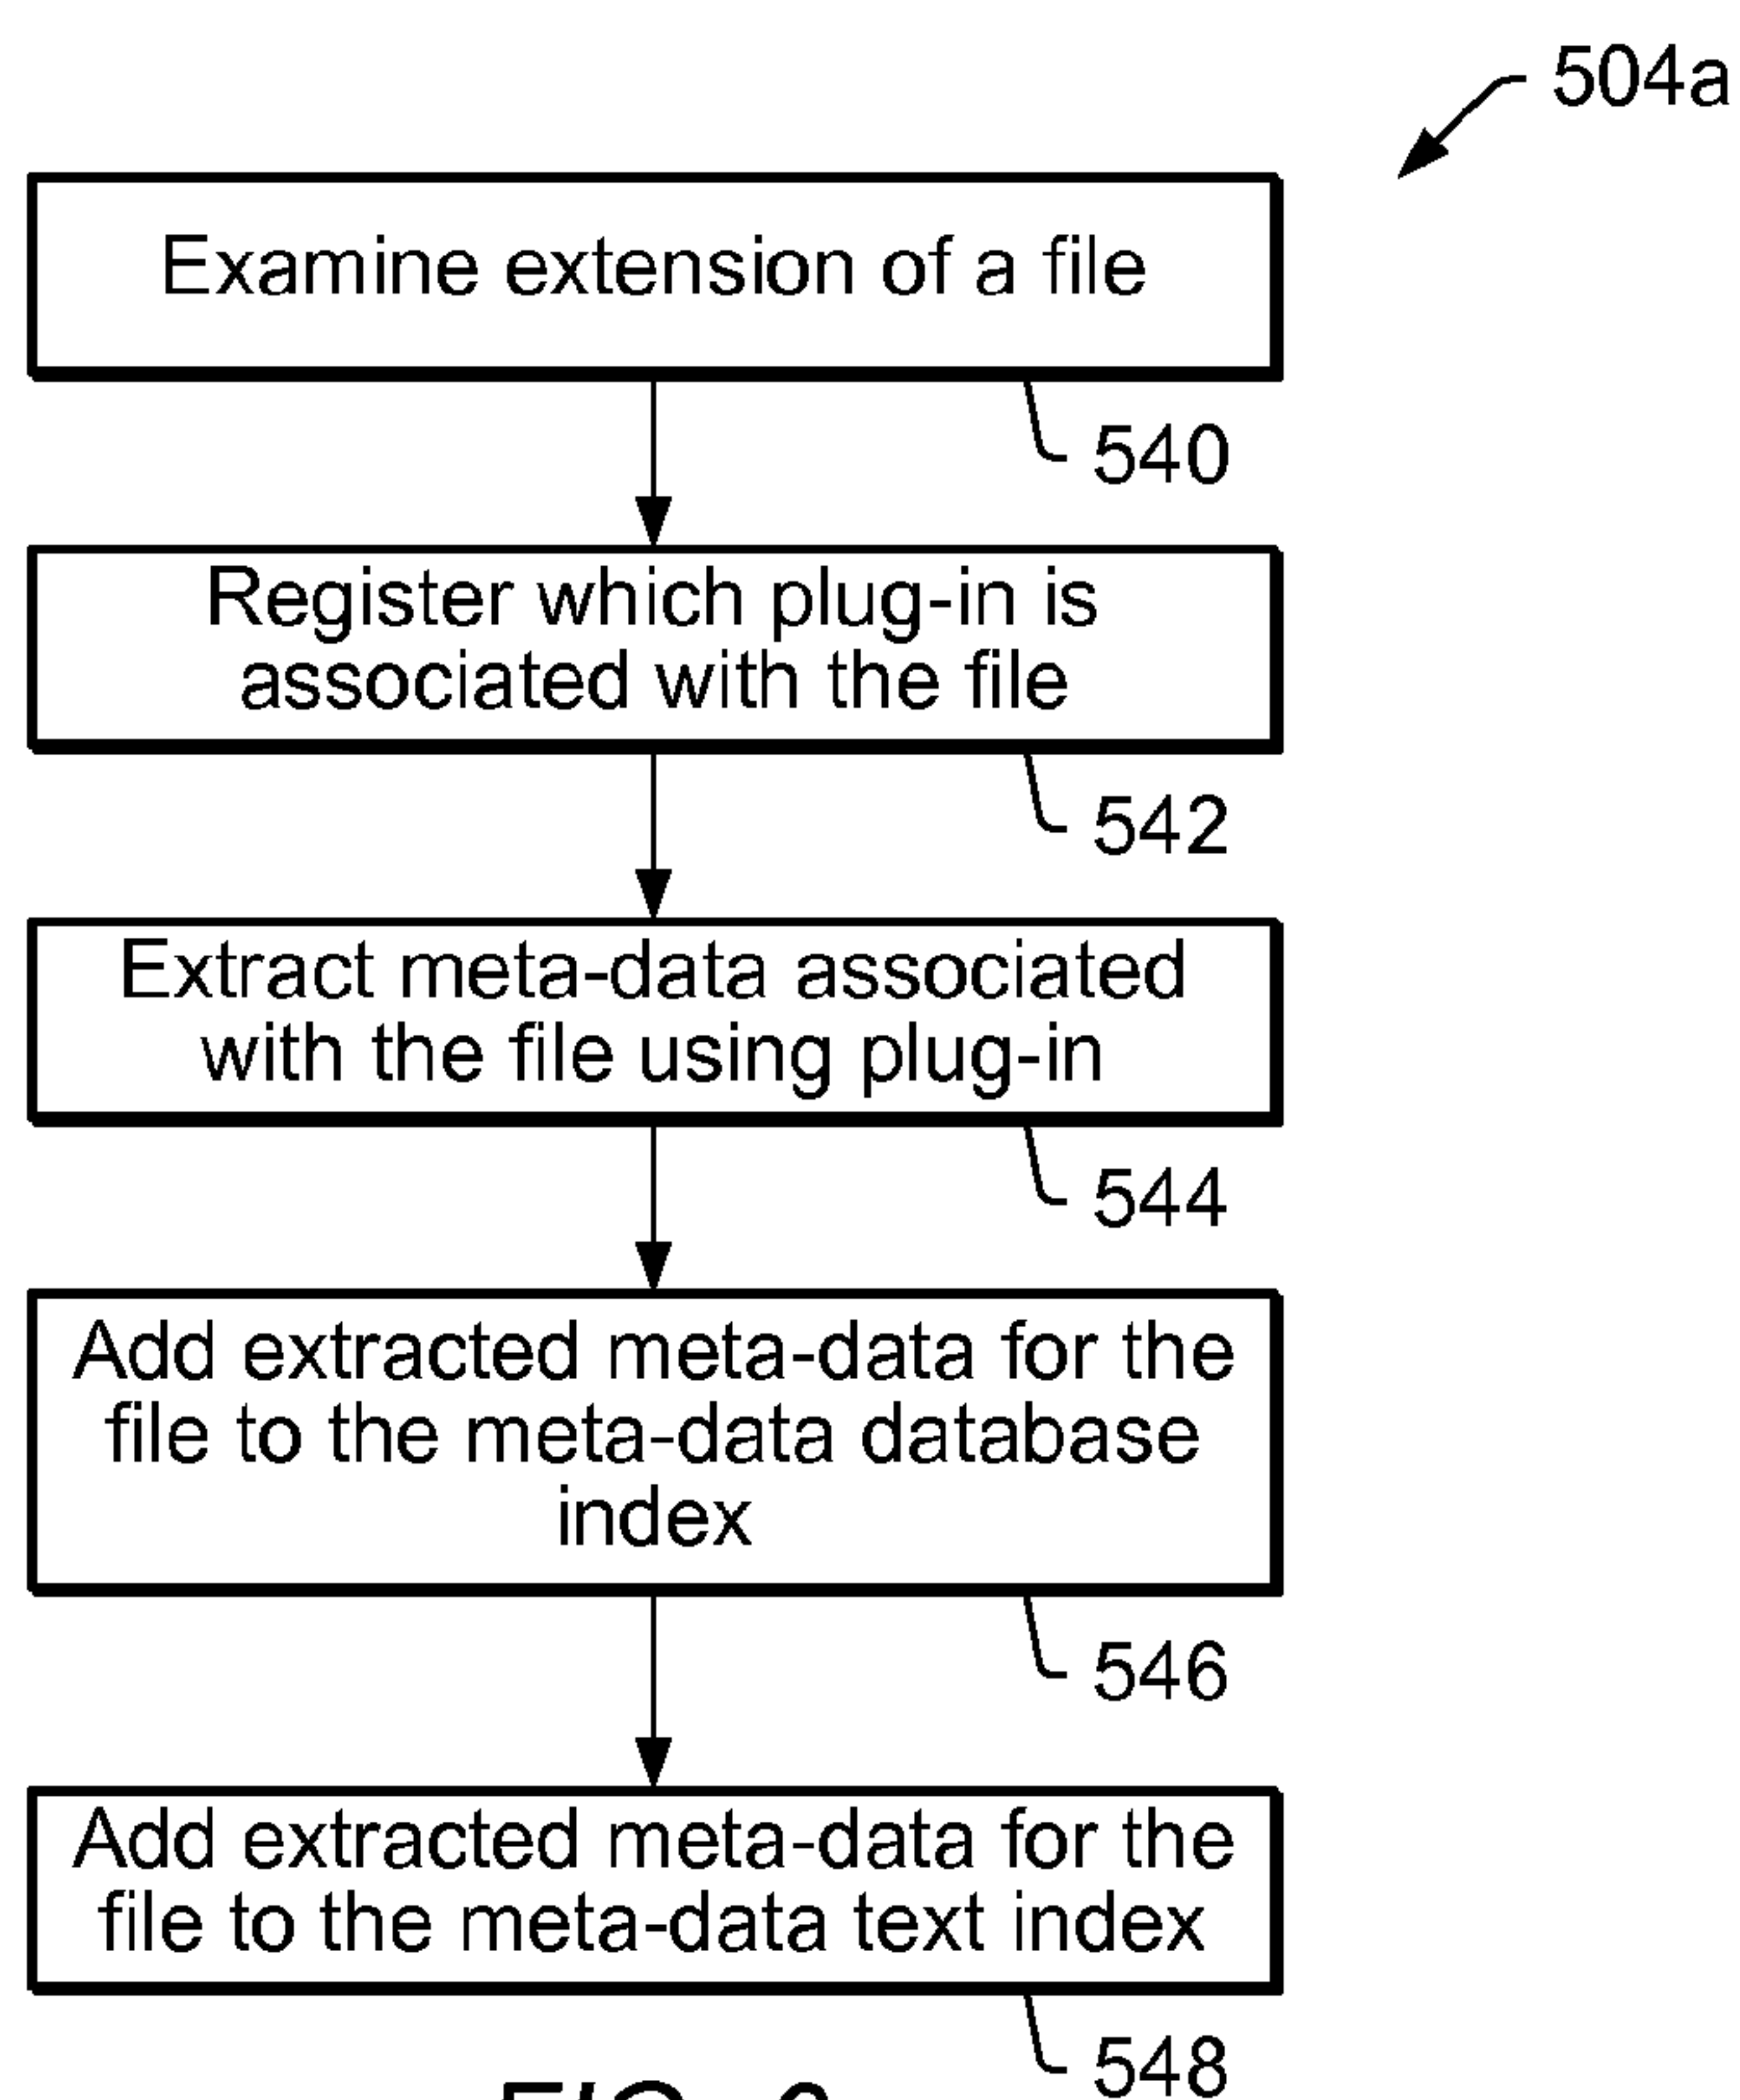 504a
Examine extension of a file
540
Register which plug-in is
associated with the file
542
Extract meta-data associated
with the file using plug-in
544
Add extracted meta-data for the
file to the meta-data database
index
546
Add extracted meta-data for the
file to the meta-data text index
548